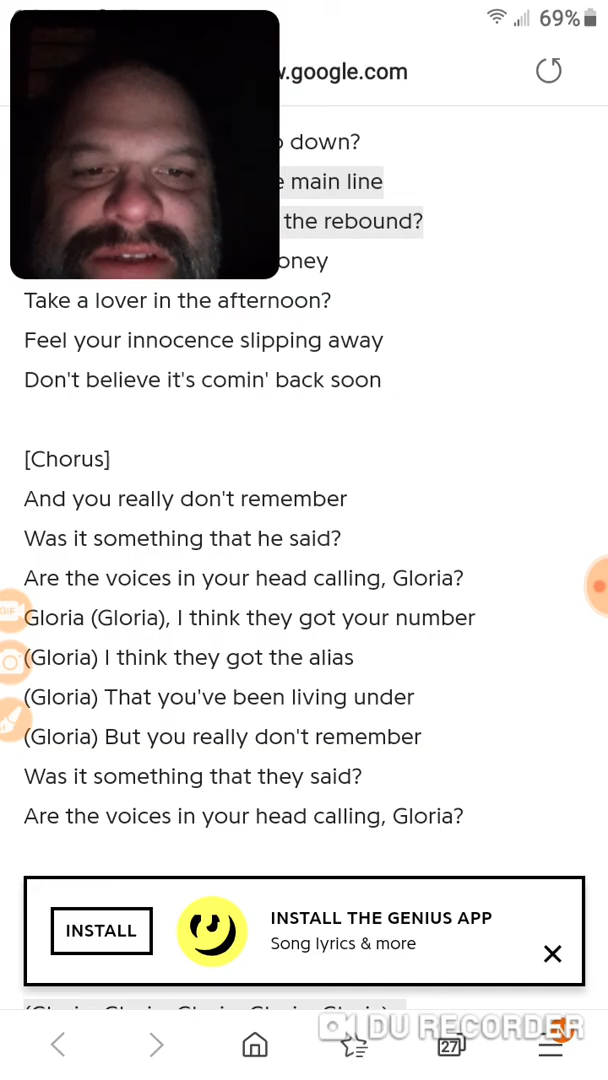 69%
w.google.com
down?
e main line
the rebound?
oney
Take a lover in the afternoon?
Feel your innocence slipping away
Don't believe it's comin' back soon
[Chorus]
And you really don't remember
Was it something that he said?
Are the voices in your head calling, Gloria?
Gloria (Gloria), I think they got your number
(Gloria) I think they got the alias
(Gloria) That you've been living under
(Gloria) But you really don't remember
Was it something that they said?
Are the voices in your head calling, Gloria?
INSTALL
INSTALL THE GENIUS APP
Song lyrics & more
GIF
DU RECORDER
27
N